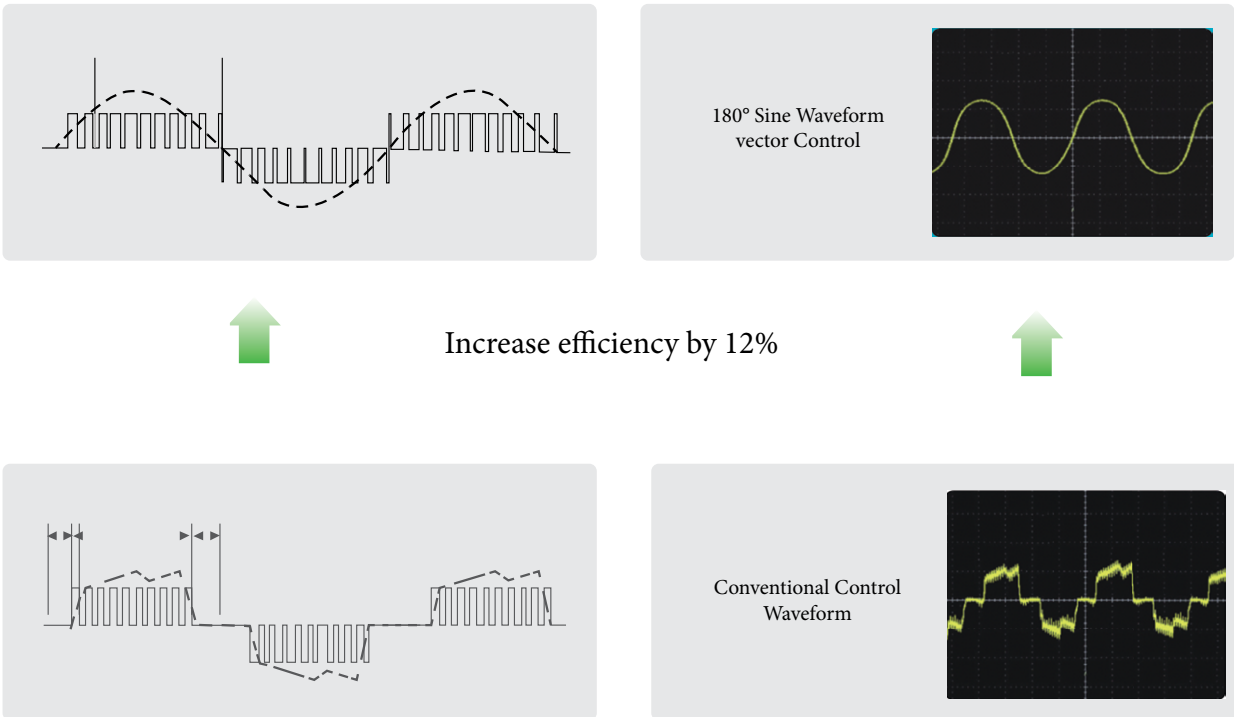 180° Sine Waveform
vector Control
Increase efficiency by 12%
Conventional Control
Waveform